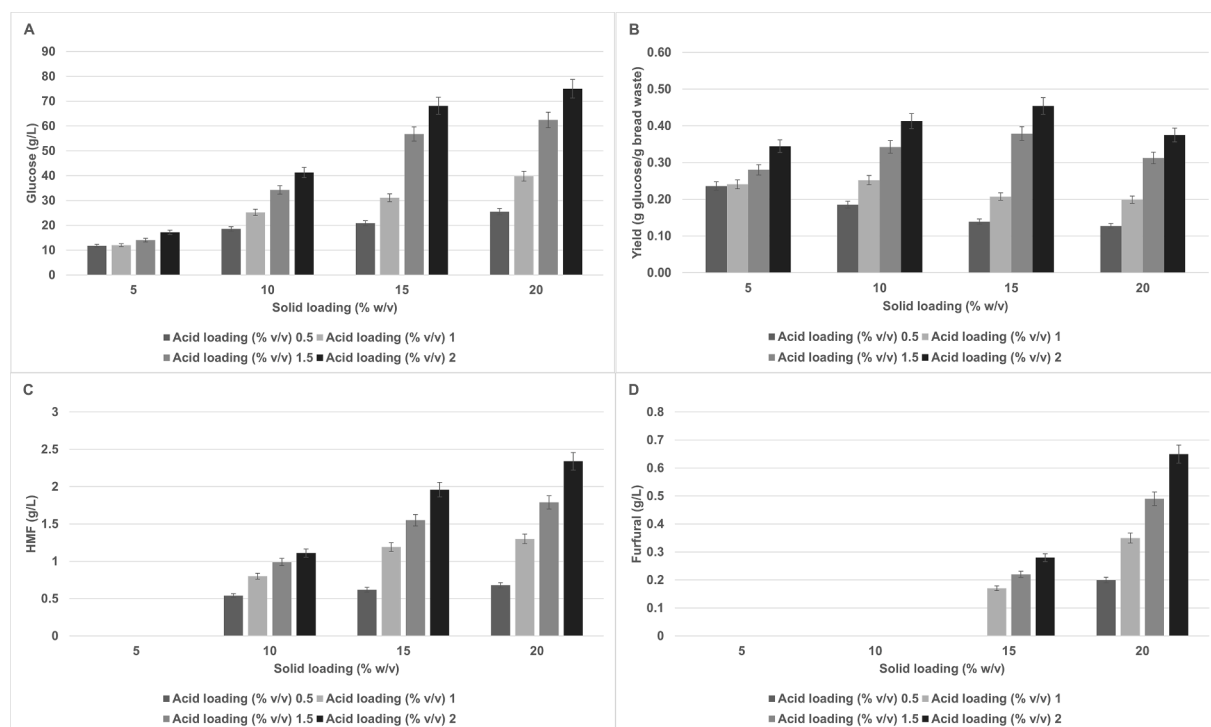 A
Glucose (g/L)
90
80
70
60
50
40
30
20
10
0
5 10 15 20
Solid loading (% w/v)
Acid loading (% v/v) 0.5 Acid loading (% v/v) 1
Acid loading (% v/v) 1.5 Acid loading (% v/v) 2
B
Yield (g glucose/g bread waste)
0.60
0.50
0.40
0.30
0.20
0.10
0.00
5 10 15 20
Solid loading (% w/v)
Acid loading (% v/v) 0.5 Acid loading (% v/v) 1
Acid loading (% v/v) 1.5 Acid loading (% v/v) 2
C
HMF (g/L)
3
2.5
2
1.5
1
0.5
0
5 10 15 20
Solid loading (% w/v)
Acid loading (% v/v) 0.5 Acid loading (% v/v) 1
Acid loading (% v/v) 1.5 Acid loading (% v/v) 2
D
Furfural (g/L)
0.8
0.7
0.6
0.5
0.4
0.3
0.2
0.1
0
5 10 15 20
Solid loading (% w/v)
Acid loading (% v/v) 0.5 Acid loading (% v/v) 1
Acid loading (% v/v) 1.5 Acid loading (% v/v) 2